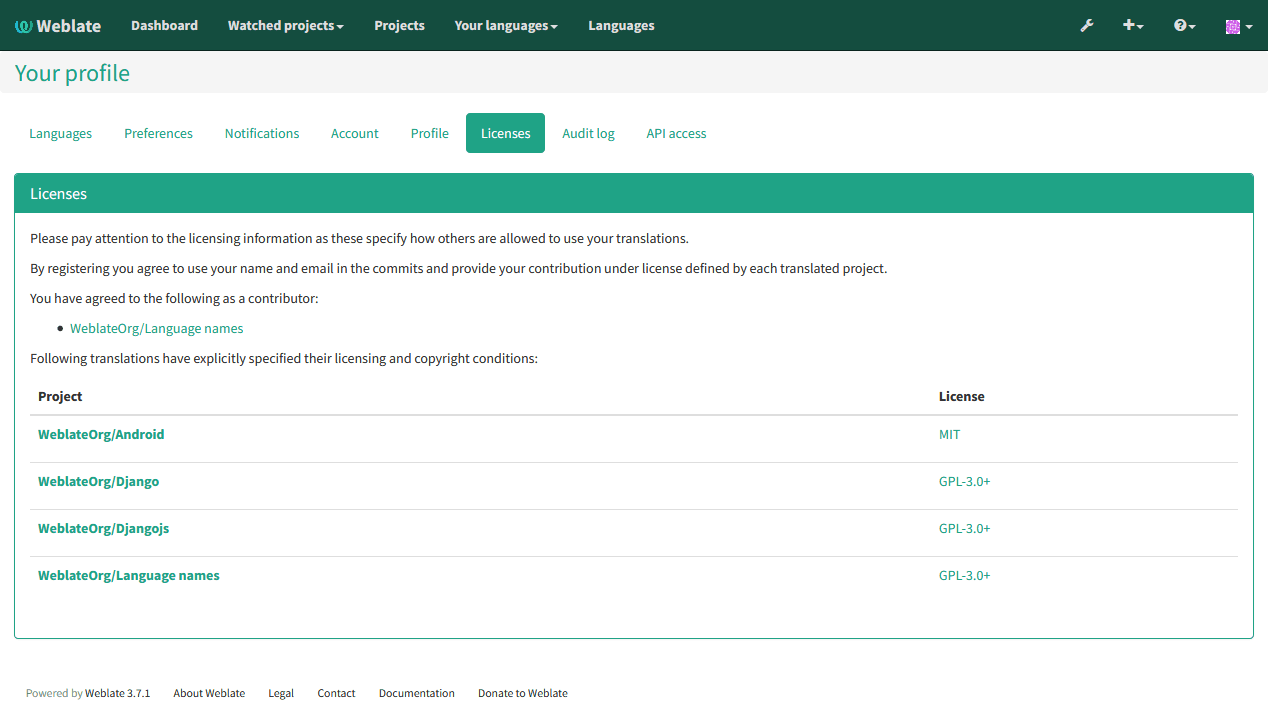 Weblate Dashboard Watched projects Projects Your languages Languages
Your profile
Languages Preferences Notifications Account Profile Licenses Audit log API access
Licenses
Please pay attention to the licensing information as these specify how others are allowed to use your translations.
By registering you agree to use your name and email in the commits and provide your contribution under license defined by each translated project.
You have agreed to the following as a contributor:
WeblateOrg/Language names
Following translations have explicitly specified their licensing and copyright conditions:
Project License
WeblateOrg/Android MIT
WeblateOrg/Django GPL-3.0+
WeblateOrg/Djangojs GPL-3.0+
WeblateOrg/Language names GPL-3.0+
Powered by Weblate 3.7.1 About Weblate Legal Contact Documentation Donate to Weblate